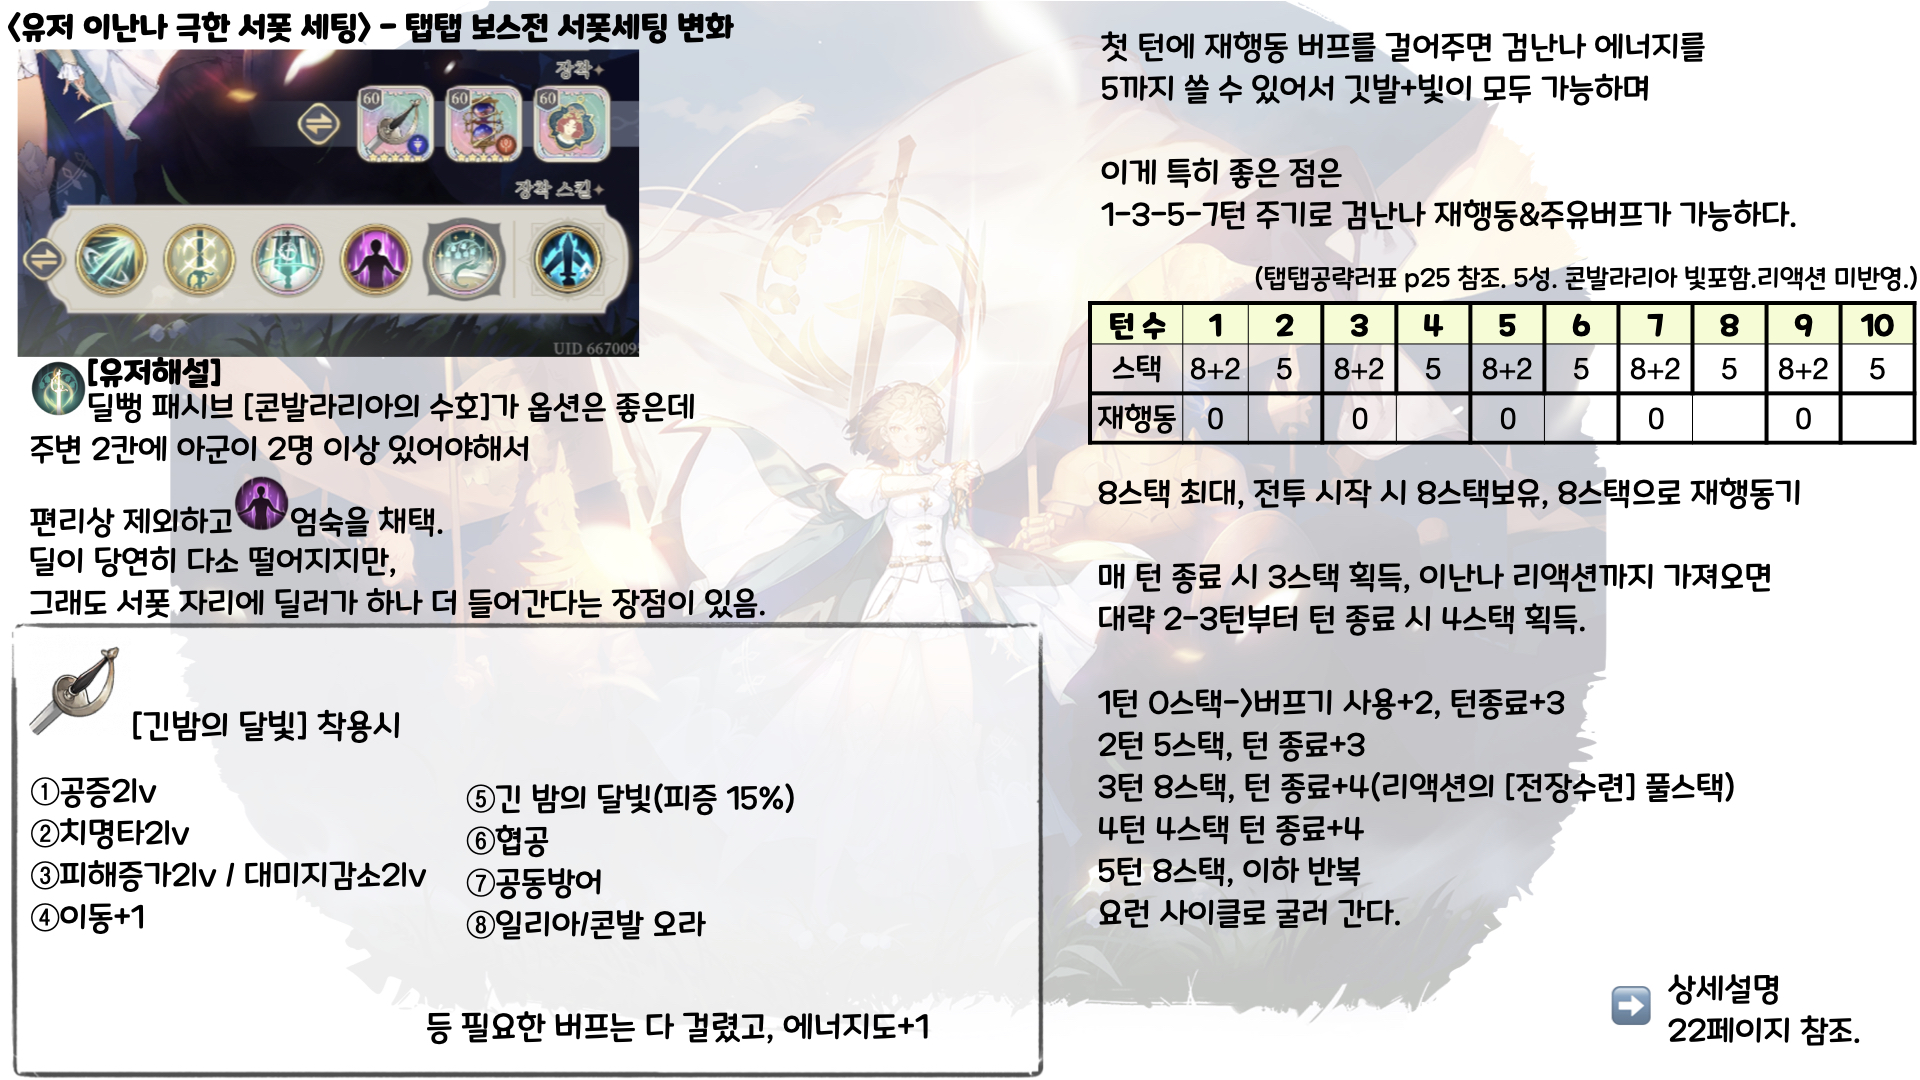 <유저 이난나 극한 서폿 세팅> - 탭탭 보스전 서폿세팅 변화
장착
60 60 60
장착 스킬
UID 667009
[유저해설]
딜뻥 패시브 [콘발라리아의 수호]가 옵션은 좋은데
주변 2칸에 아군이 2명 이상 있어야해서
편리상 제외하고 엄숙을 채택.
딜이 당연히 다소 떨어지지만,
그래도 서폿 자리에 딜러가 하나 더 들어간다는 장점이 있음.
[긴밤의 달빛] 착용시
①공증2lv
②치명타2lv
③피해증가2lv / 대미지감소2lv
④이동+1
⑤긴 밤의 달빛(피증 15%)
⑥협공
⑦공동방어
⑧일리아/콘발 오라
등 필요한 버프는 다 걸렸고, 에너지도+1
첫 턴에 재행동 버프를 걸어주면 검난나 에너지를
5까지 쓸 수 있어서 깃발+빛이 모두 가능하며
이게 특히 좋은 점은
1-3-5-7턴 주기로 검난나 재행동&주유버프가 가능하다.
(탭탭공략러표 p25 참조. 5성. 콘발라리아 빛포함.리액션 미반영.)
턴 수 1 2 3 4 5 6 7 8 9 10
스택 8+2 5 8+2 5 8+2 5 8+2 5 8+2 5
재행동 0 0 0 0 0
8스택 최대, 전투 시작 시 8스택보유, 8스택으로 재행동기
매 턴 종료 시 3스택 획득, 이난나 리액션까지 가져오면
대략 2-3턴부터 턴 종료 시 4스택 획득.
1턴 0스택->버프기 사용+2, 턴종료+3
2턴 5스택, 턴 종료+3
3턴 8스택, 턴 종료+4(리액션의 [전장수련] 풀스택)
4턴 4스택 턴 종료+4
5턴 8스택, 이하 반복
요런 사이클로 굴러 간다.
상세설명
22페이지 참조.